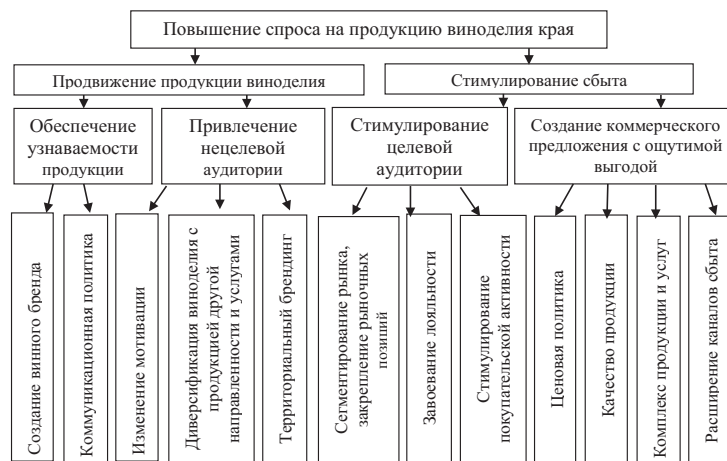 Повышение спроса на продукцию виноделия края
Продвижение продукции виноделия
Стимулирование сбыта
Обеспечение
узнаваемости
продукции
Привлечение
нецелевой
аудитории
Стимулирование
целевой
аудитории
Создание коммерческого
предложения с ощутимой
выгодой
Создание винного бренда
Коммуникационная политика
Изменение мотивации
Диверсификация виноделия с
продукцией другой
направленности и услугами
Территориальный брендинг
Сегментирование рынка,
закрепление рыночных
позиций
Завоевание лояльности
Стимулирование
покупательской активности
Ценовая политика
Качество продукции
Комплекс продукции и услуг
Расширение каналов сбыта